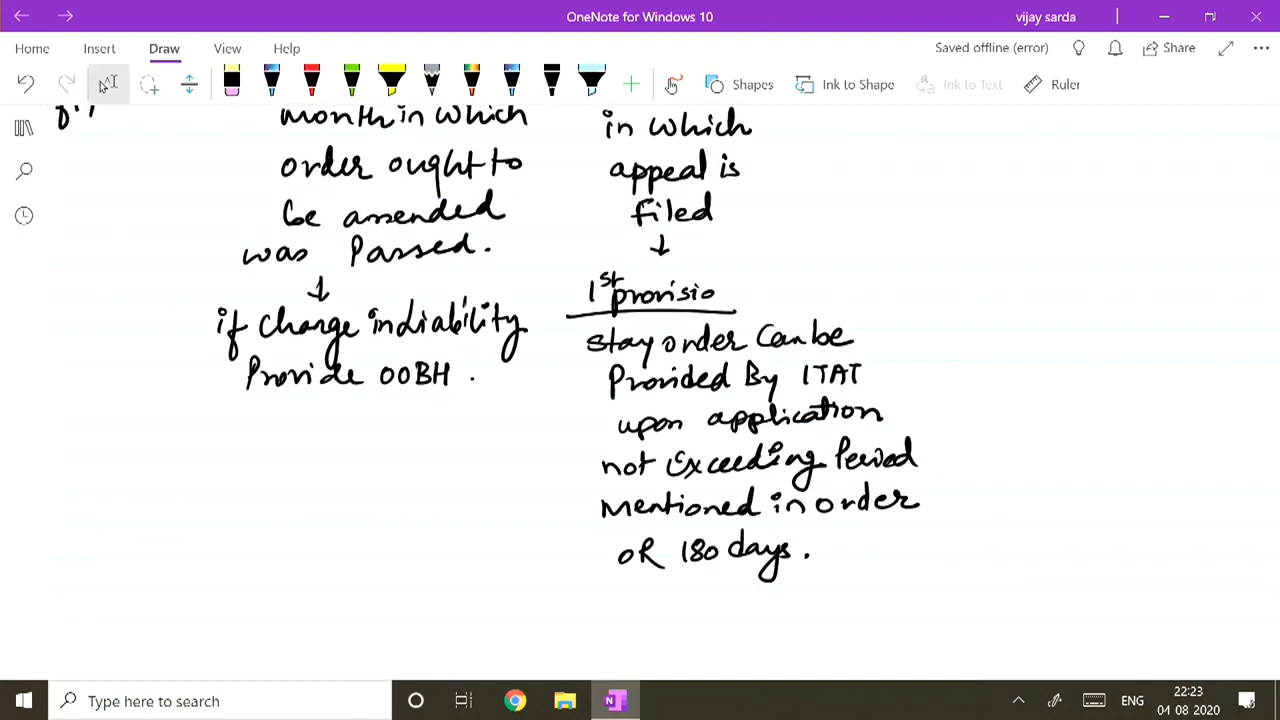 OneNote for Windows 10
vijay sarda
Home Insert Draw View Help
Saved offline (error)
Share
Shapes
Ink to Shape
Ink to Text
Ruler
month in which
order ought to
be amended
was Passed.
if change in liability
Provide OOBH.
in which
appeal is
filed
1st provisio
stay order can be
Provided By ITAT
upon application
not Exceeding Period
Mentioned in order
OR 180 days.
Type here to search
ENG
22:23
04-08-2020